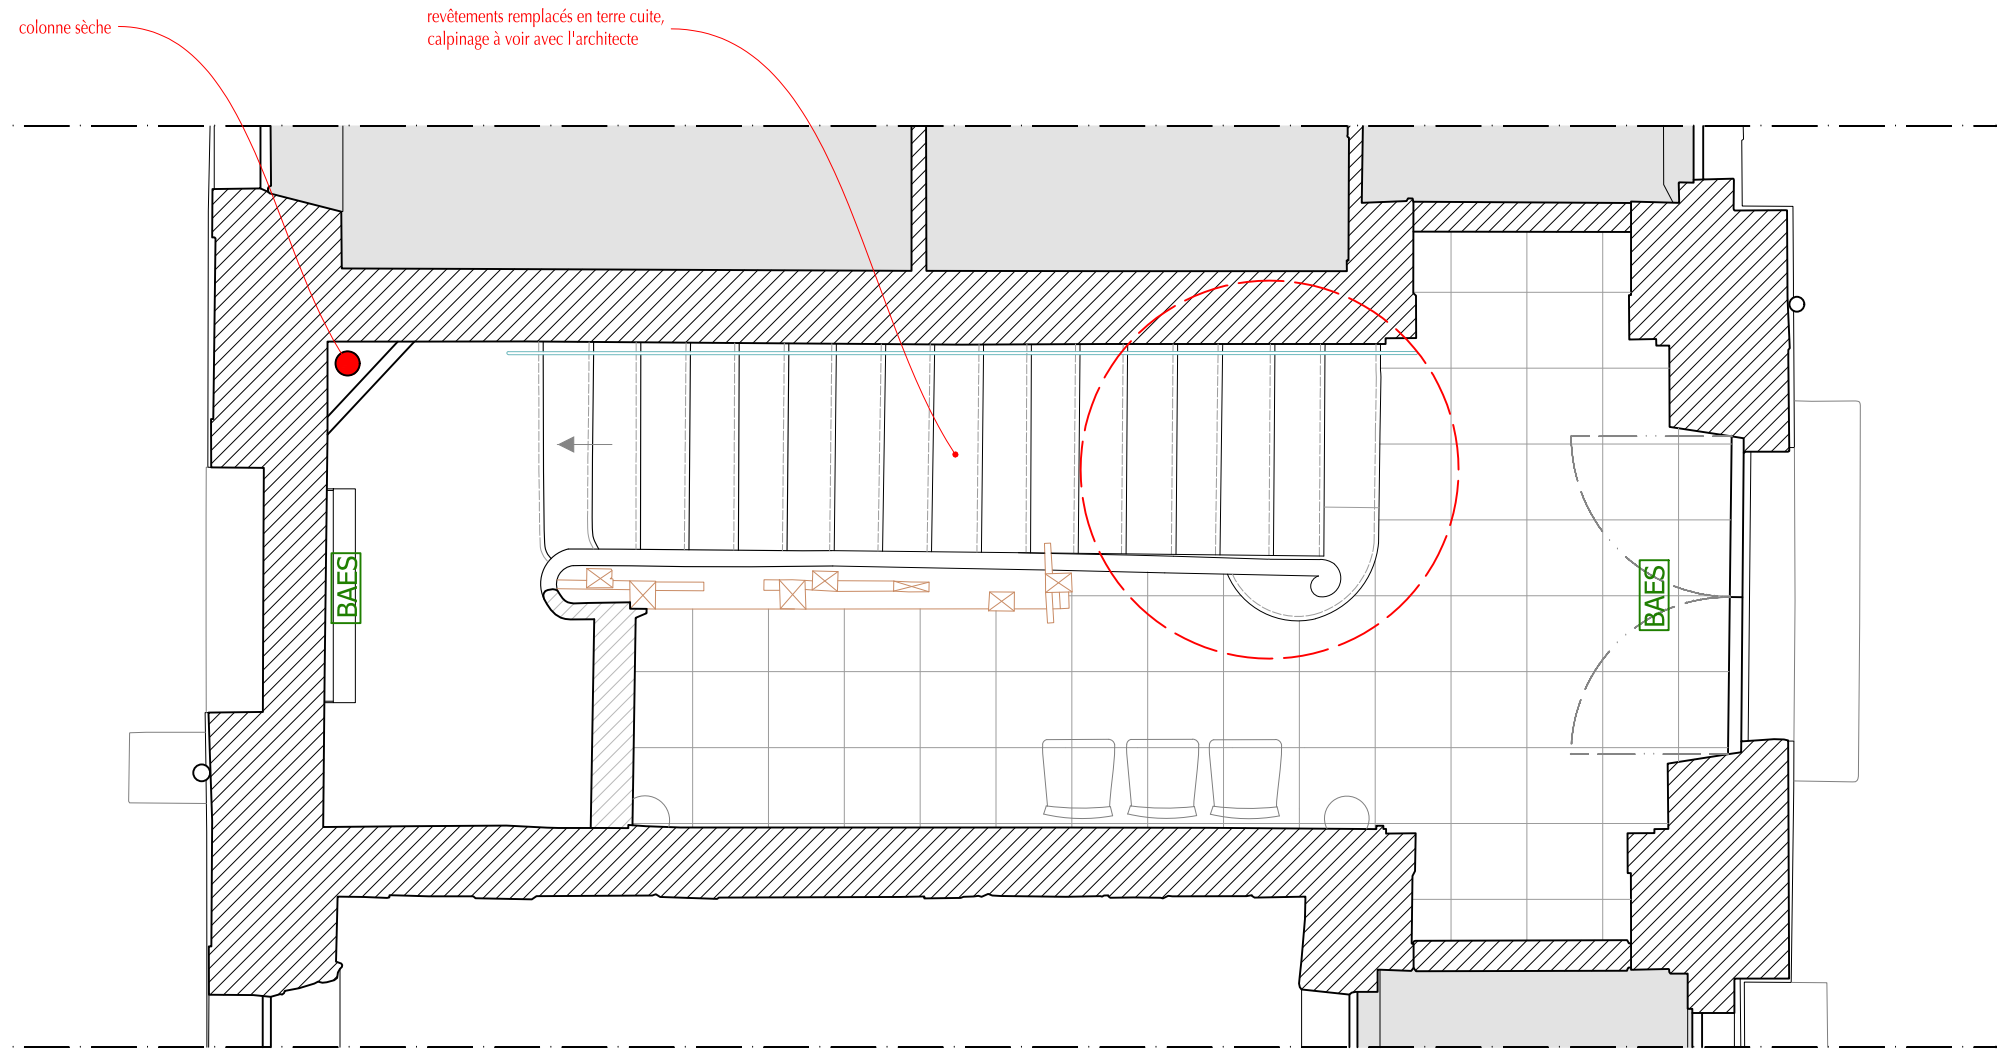 colonne sèche
revêtements remplacés en terre cuite,
calpinage à voir avec l'architecte
BAES
BAES